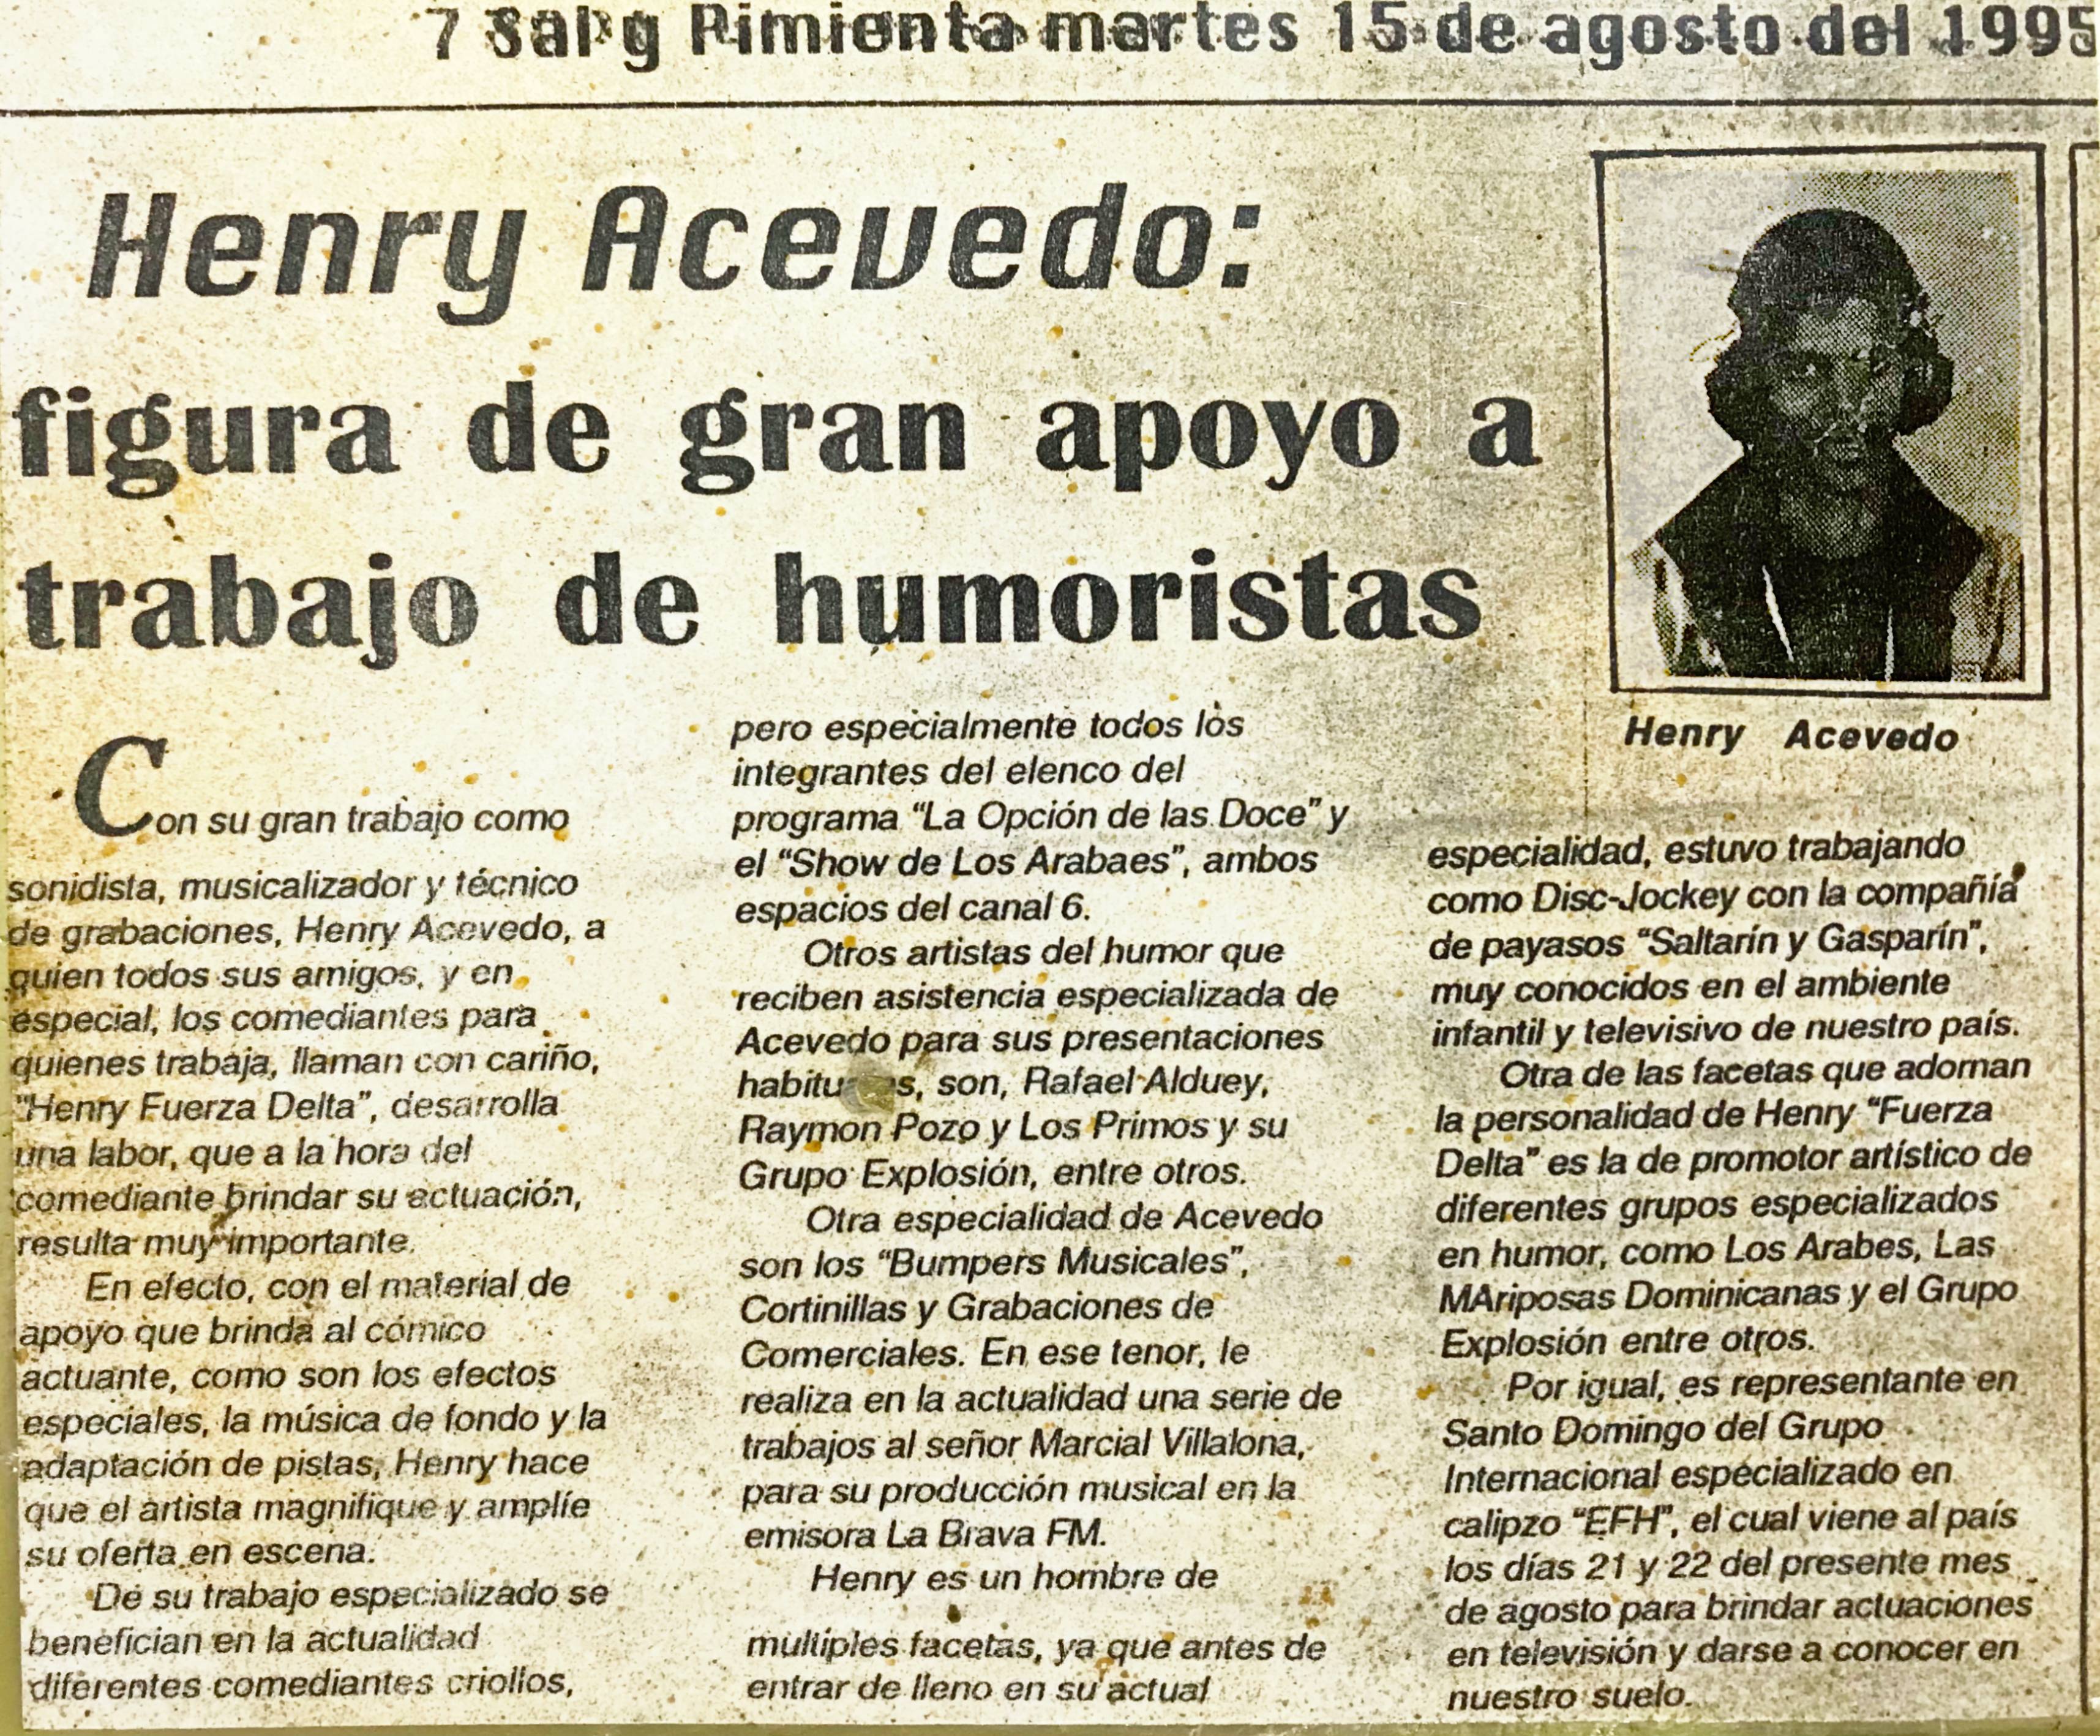 7 Sal y Pimienta martes 15 de agosto del 1995
Henry Acevedo:
figura de gran apoyo a
trabajo de humoristas
Henry Acevedo
Con su gran trabajo como
sonidista, musicalizador y técnico
de grabaciones, Henry Acevedo, a
quien todos sus amigos, y en
especial, los comediantes para
quienes trabaja, llaman con cariño,
"Henry Fuerza Delta", desarrolla
una labor, que a la hora del
comediante brindar su actuación,
resulta muy importante.
En efecto, con el material de
apoyo que brinda al cómico
actuante, como son los efectos
especiales, la música de fondo y la
adaptación de pistas, Henry hace
que el artista magnifique y amplíe
su oferta en escena.
De su trabajo especializado se
benefician en la actualidad
diferentes comediantes criollos,
pero especialmente todos los
integrantes del elenco del
programa “La Opción de las Doce” y
el “Show de Los Arabaes”, ambos
espacios del canal 6.
Otros artistas del humor que
reciben asistencia especializada de
Acevedo para sus presentaciones
son, Rafael Alduey,
Raymon Pozo y Los Primos y su
Grupo Explosión, entre otros.
Otra especialidad de Acevedo
son los “Bumpers Musicales”,
Cortinillas y Grabaciones de
Comerciales. En ese tenor, le
realiza en la actualidad una serie de
trabajos al señor Marcial Villalona,
para su producción musical en la
emisora La Brava FM.
Henry es un hombre de
multiples facetas, ya que antes de
entrar de lleno en su actual
especialidad, estuvo trabajando
como Disc-Jockey con la compañía
de payasos “Saltarín y Gasparín”,
muy conocidos en el ambiente
infantil y televisivo de nuestro país.
Otra de las facetas que adornan
la personalidad de Henry “Fuerza
Delta” es la de promotor artístico de
diferentes grupos especializados
en humor, como Los Arabes, Las
MAriposas Dominicanas y el Grupo
Explosión entre otros.
Por igual, es representante en
Santo Domingo del Grupo
Internacional especializado en
calipzo “EFH”, el cual viene al país
los días 21 y 22 del presente mes
de agosto para brindar actuaciones
en televisión y darse a conocer en
nuestro suelo.